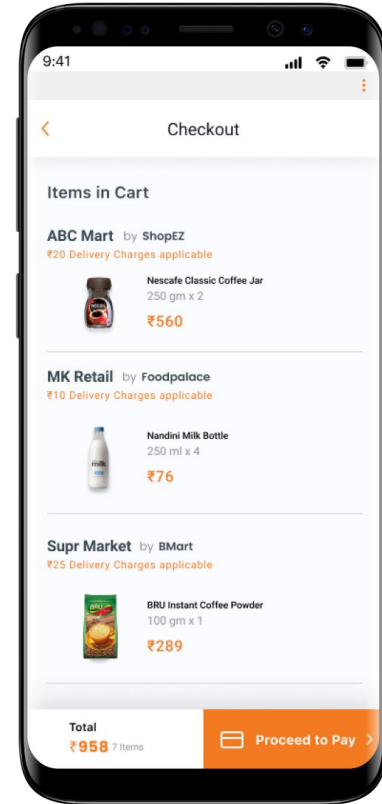 9:41
Checkout
Items in Cart
ABC Mart by ShopEZ
₹20 Delivery Charges applicable
NESCAFE
Nescafe Classic Coffee Jar
250 gm x 2
₹560
MK Retail by Foodpalace
₹10 Delivery Charges applicable
milk
Nandini Milk Bottle
250 ml x 4
₹76
Supr Market by BMart
₹25 Delivery Charges applicable
BRU
BRU Instant Coffee Powder
100 gm x 1
₹289
Total
₹958 7 Items
Proceed to Pay